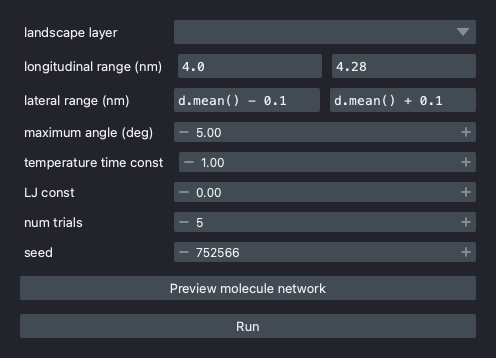 landscape layer
longitudinal range (nm) 4.0 4.28
lateral range (nm) d.mean() - 0.1 d.mean() + 0.1
maximum angle (deg) − 5.00 +
temperature time const − 1.00 +
LJ const − 0.00 +
num trials − 5 +
seed − 752566 +
Preview molecule network
Run